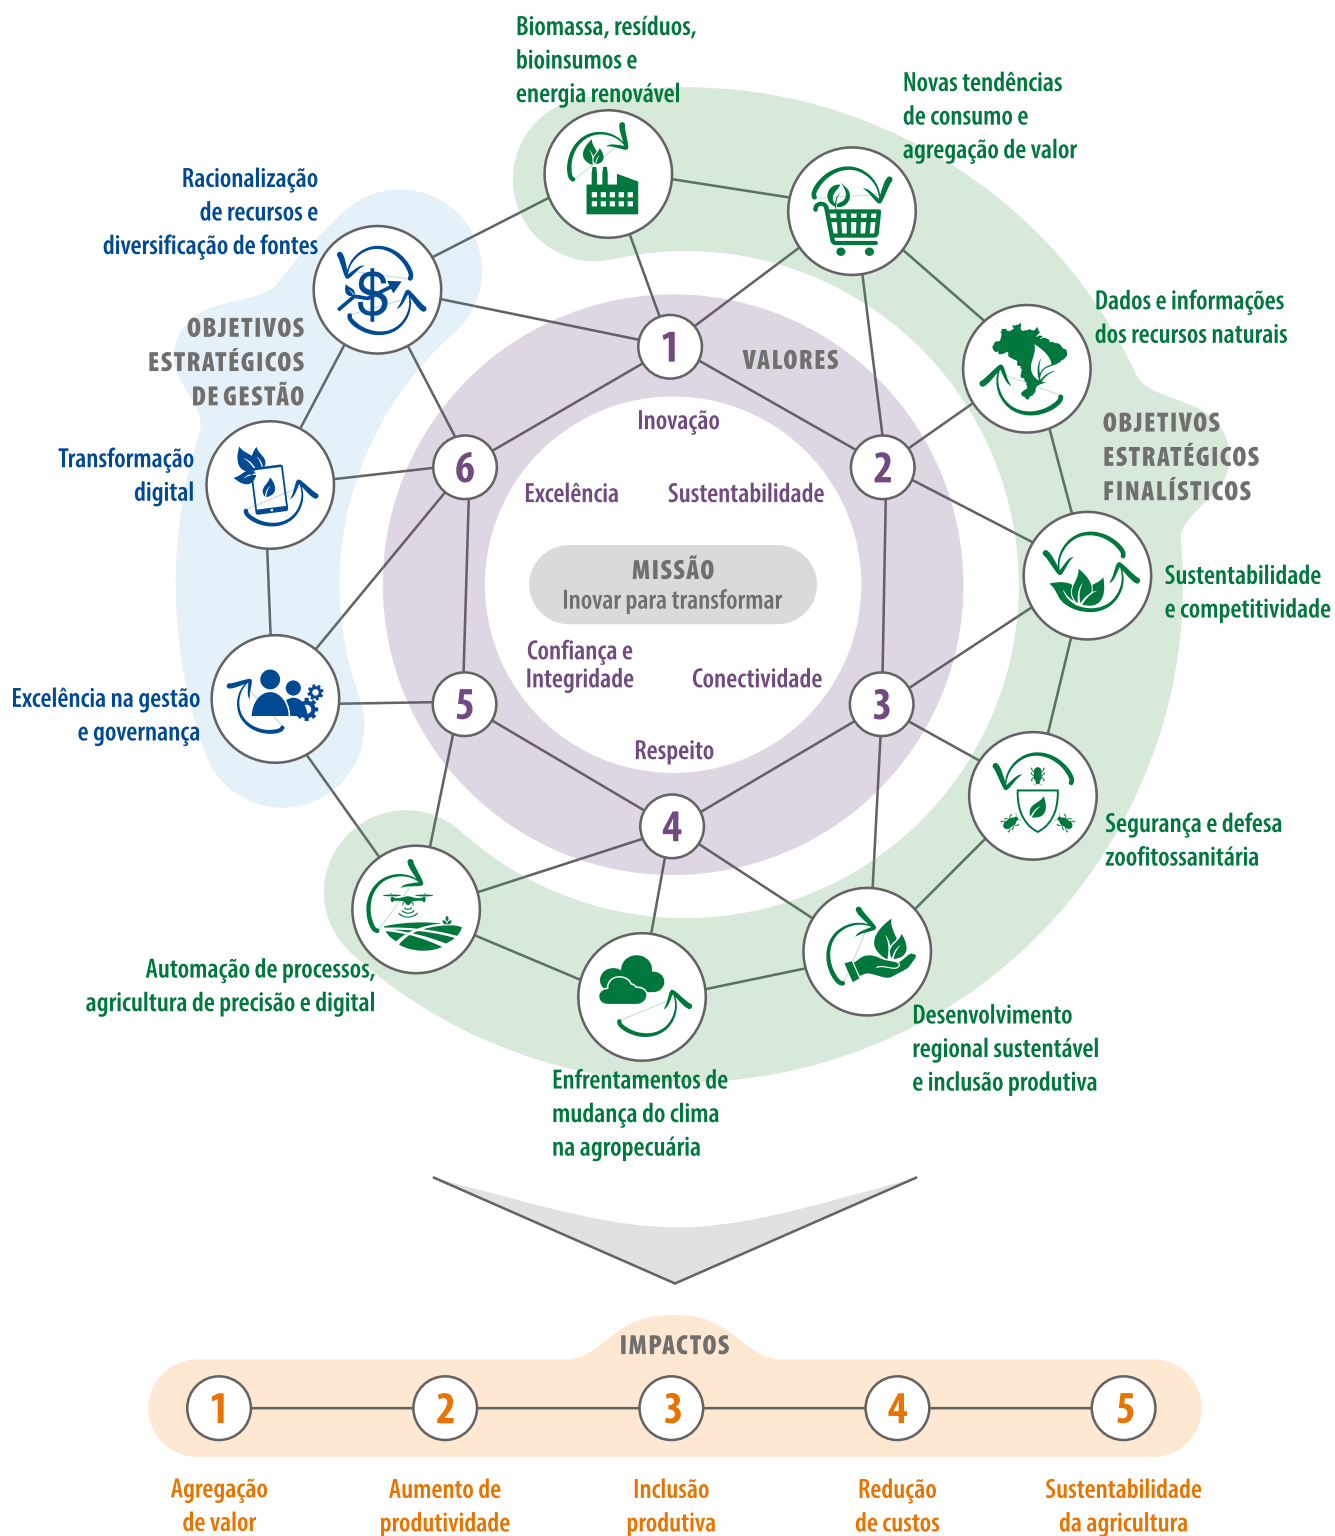 Biomassa, resíduos,
bioinsumos e
energia renovável
Novas tendências
de consumo e
agregação de valor
Racionalização
de recursos e
diversificação de fontes
Dados e informações
dos recursos naturais
OBJETIVOS
ESTRATÉGICOS
DE GESTÃO
1
VALORES
Inovação
OBJETIVOS
ESTRATÉGICOS
FINALÍSTICOS
Transformação
digital
6
2
Excelência
Sustentabilidade
MISSÃO
Inovar para transformar
Sustentabilidade
e competitividade
Confiança e
Integridade
Conectividade
Excelência na gestão
e governança
5
3
Respeito
4
Segurança e defesa
zoofitossanitária
Automação de processos,
agricultura de precisão e digital
Desenvolvimento
regional sustentável
e inclusão produtiva
Enfrentamentos de
mudança do clima
na agropecuária
IMPACTOS
1
2
3
4
5
Agregação
de valor
Aumento de
produtividade
Inclusão
produtiva
Redução
de custos
Sustentabilidade
da agricultura